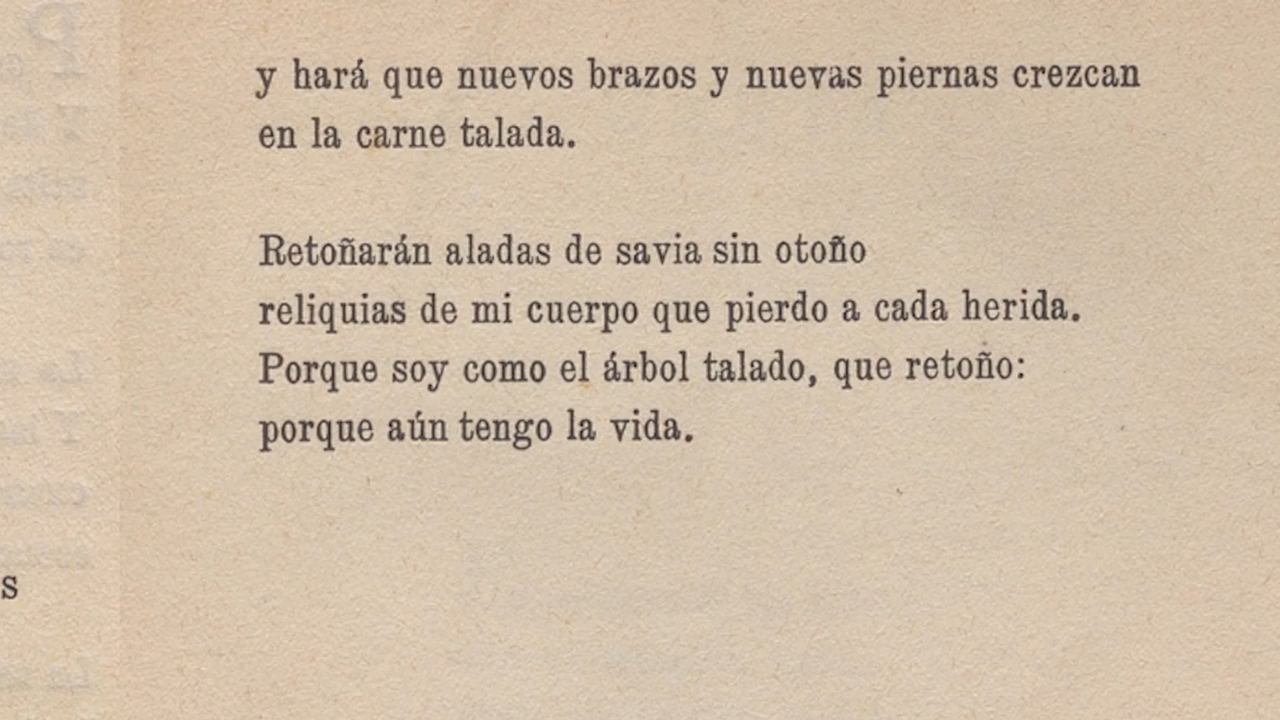 y hará que nuevos brazos y nuevas piernas crezcan
en la carne talada.
Retoñarán aladas de savia sin otoño
reliquias de mi cuerpo que pierdo a cada herida.
Porque soy como el árbol talado, que retoño:
porque aún tengo la vida.
s